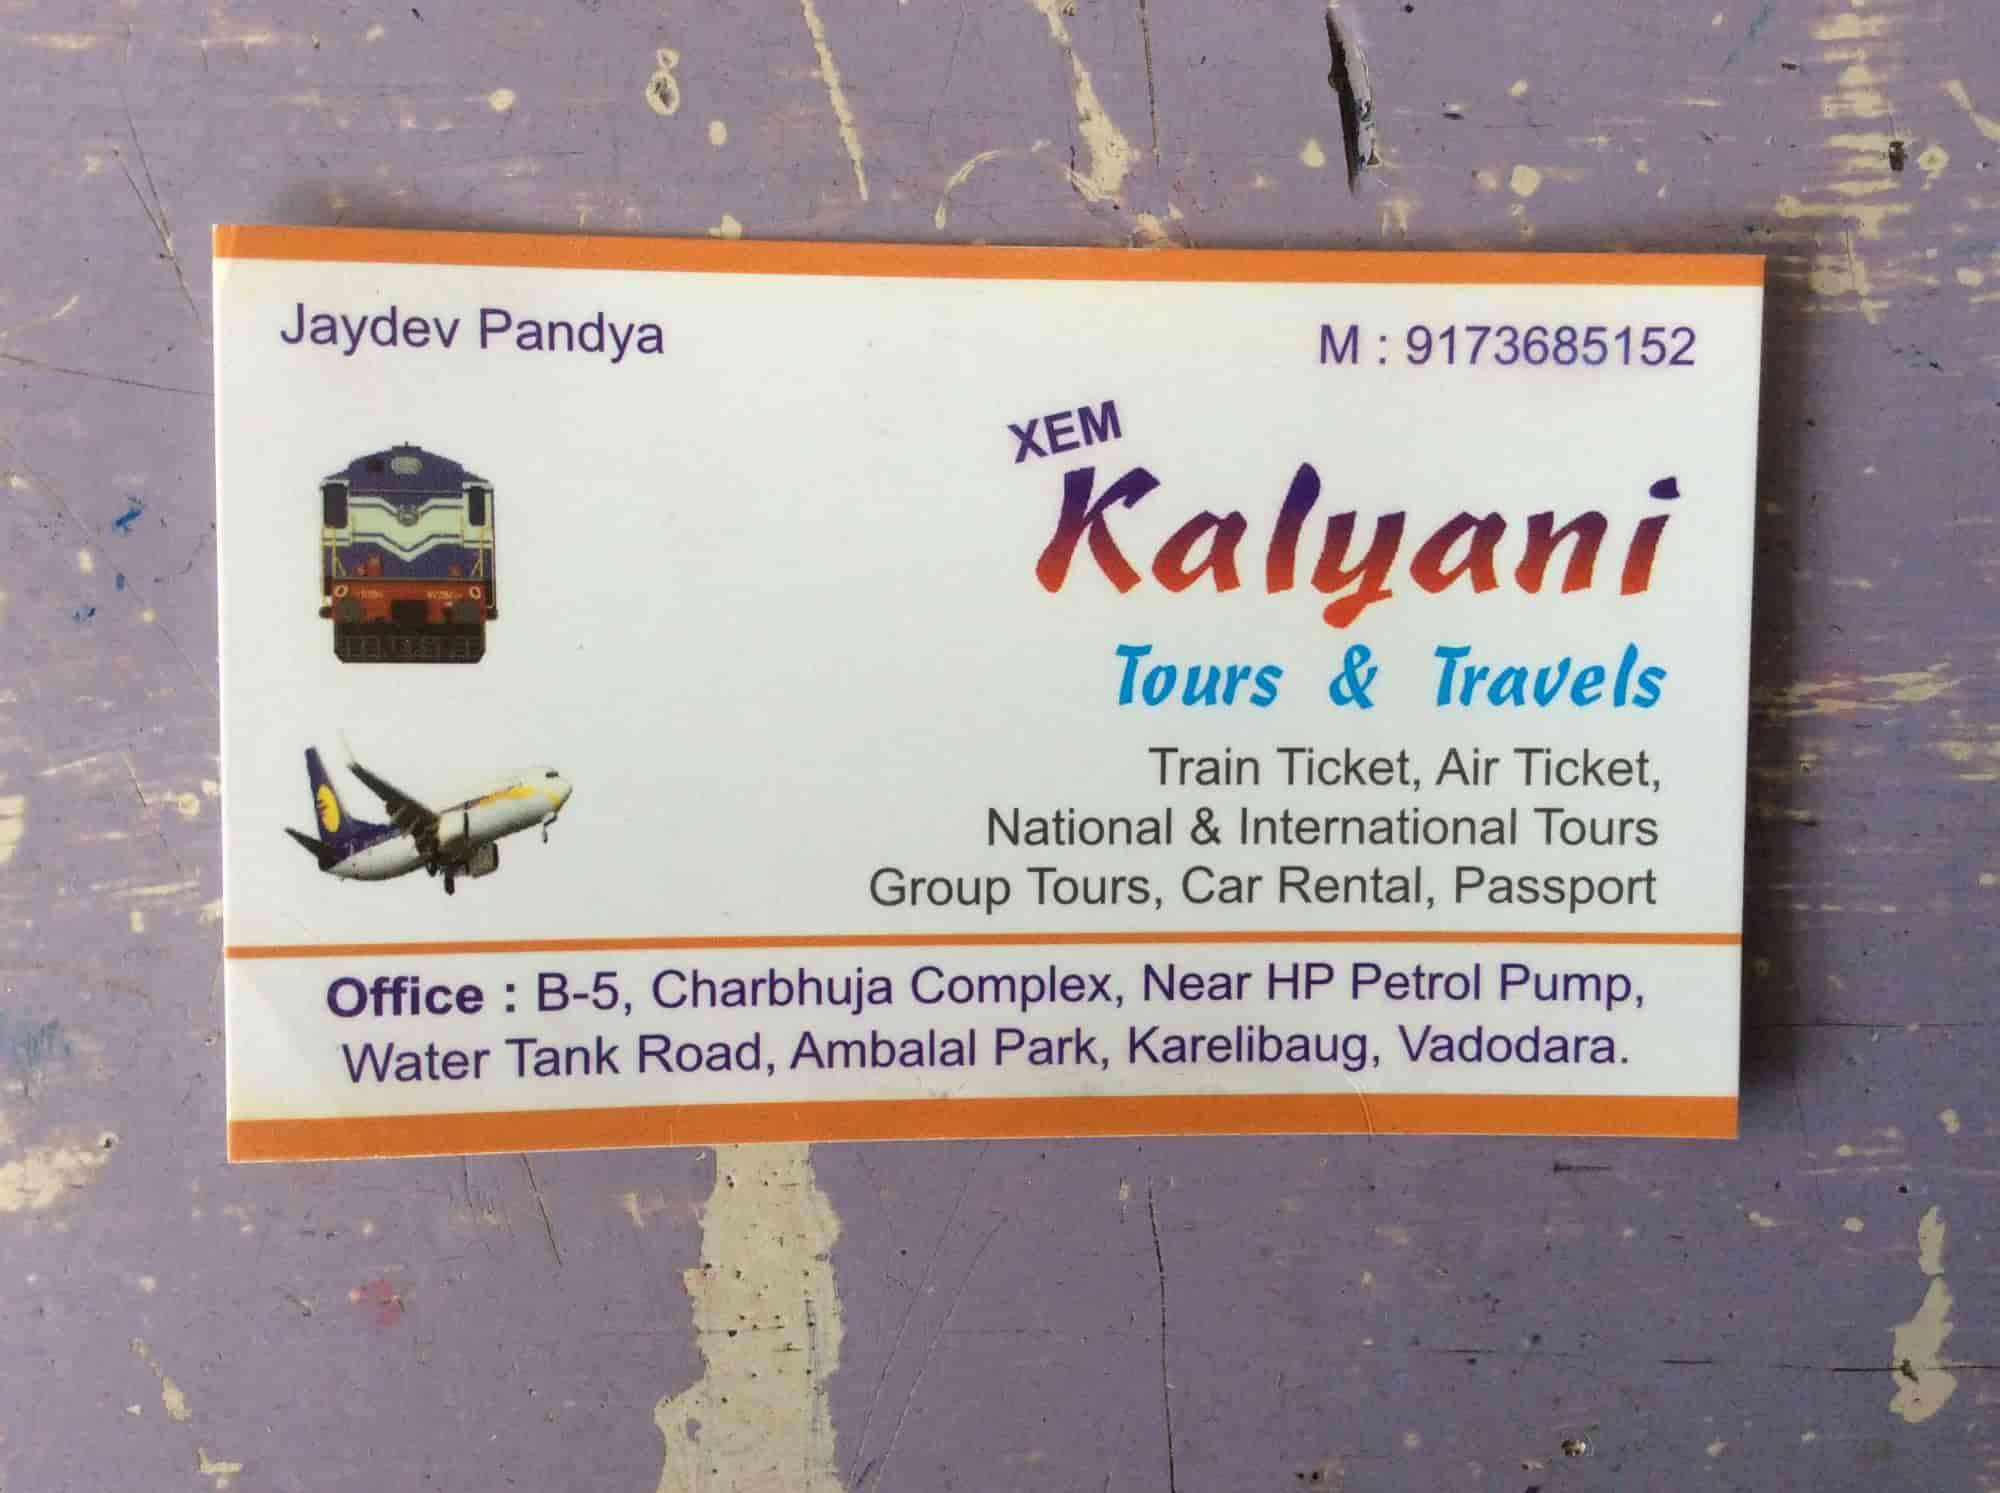 Jaydev Pandya
M : 9173685152
XEM
Kalyani
Tours & Travels
Train Ticket, Air Ticket,
National & International Tours
Group Tours, Car Rental, Passport
Office : B-5, Charbhuja Complex, Near HP Petrol Pump,
Water Tank Road, Ambalal Park, Karelibaug, Vadodara.